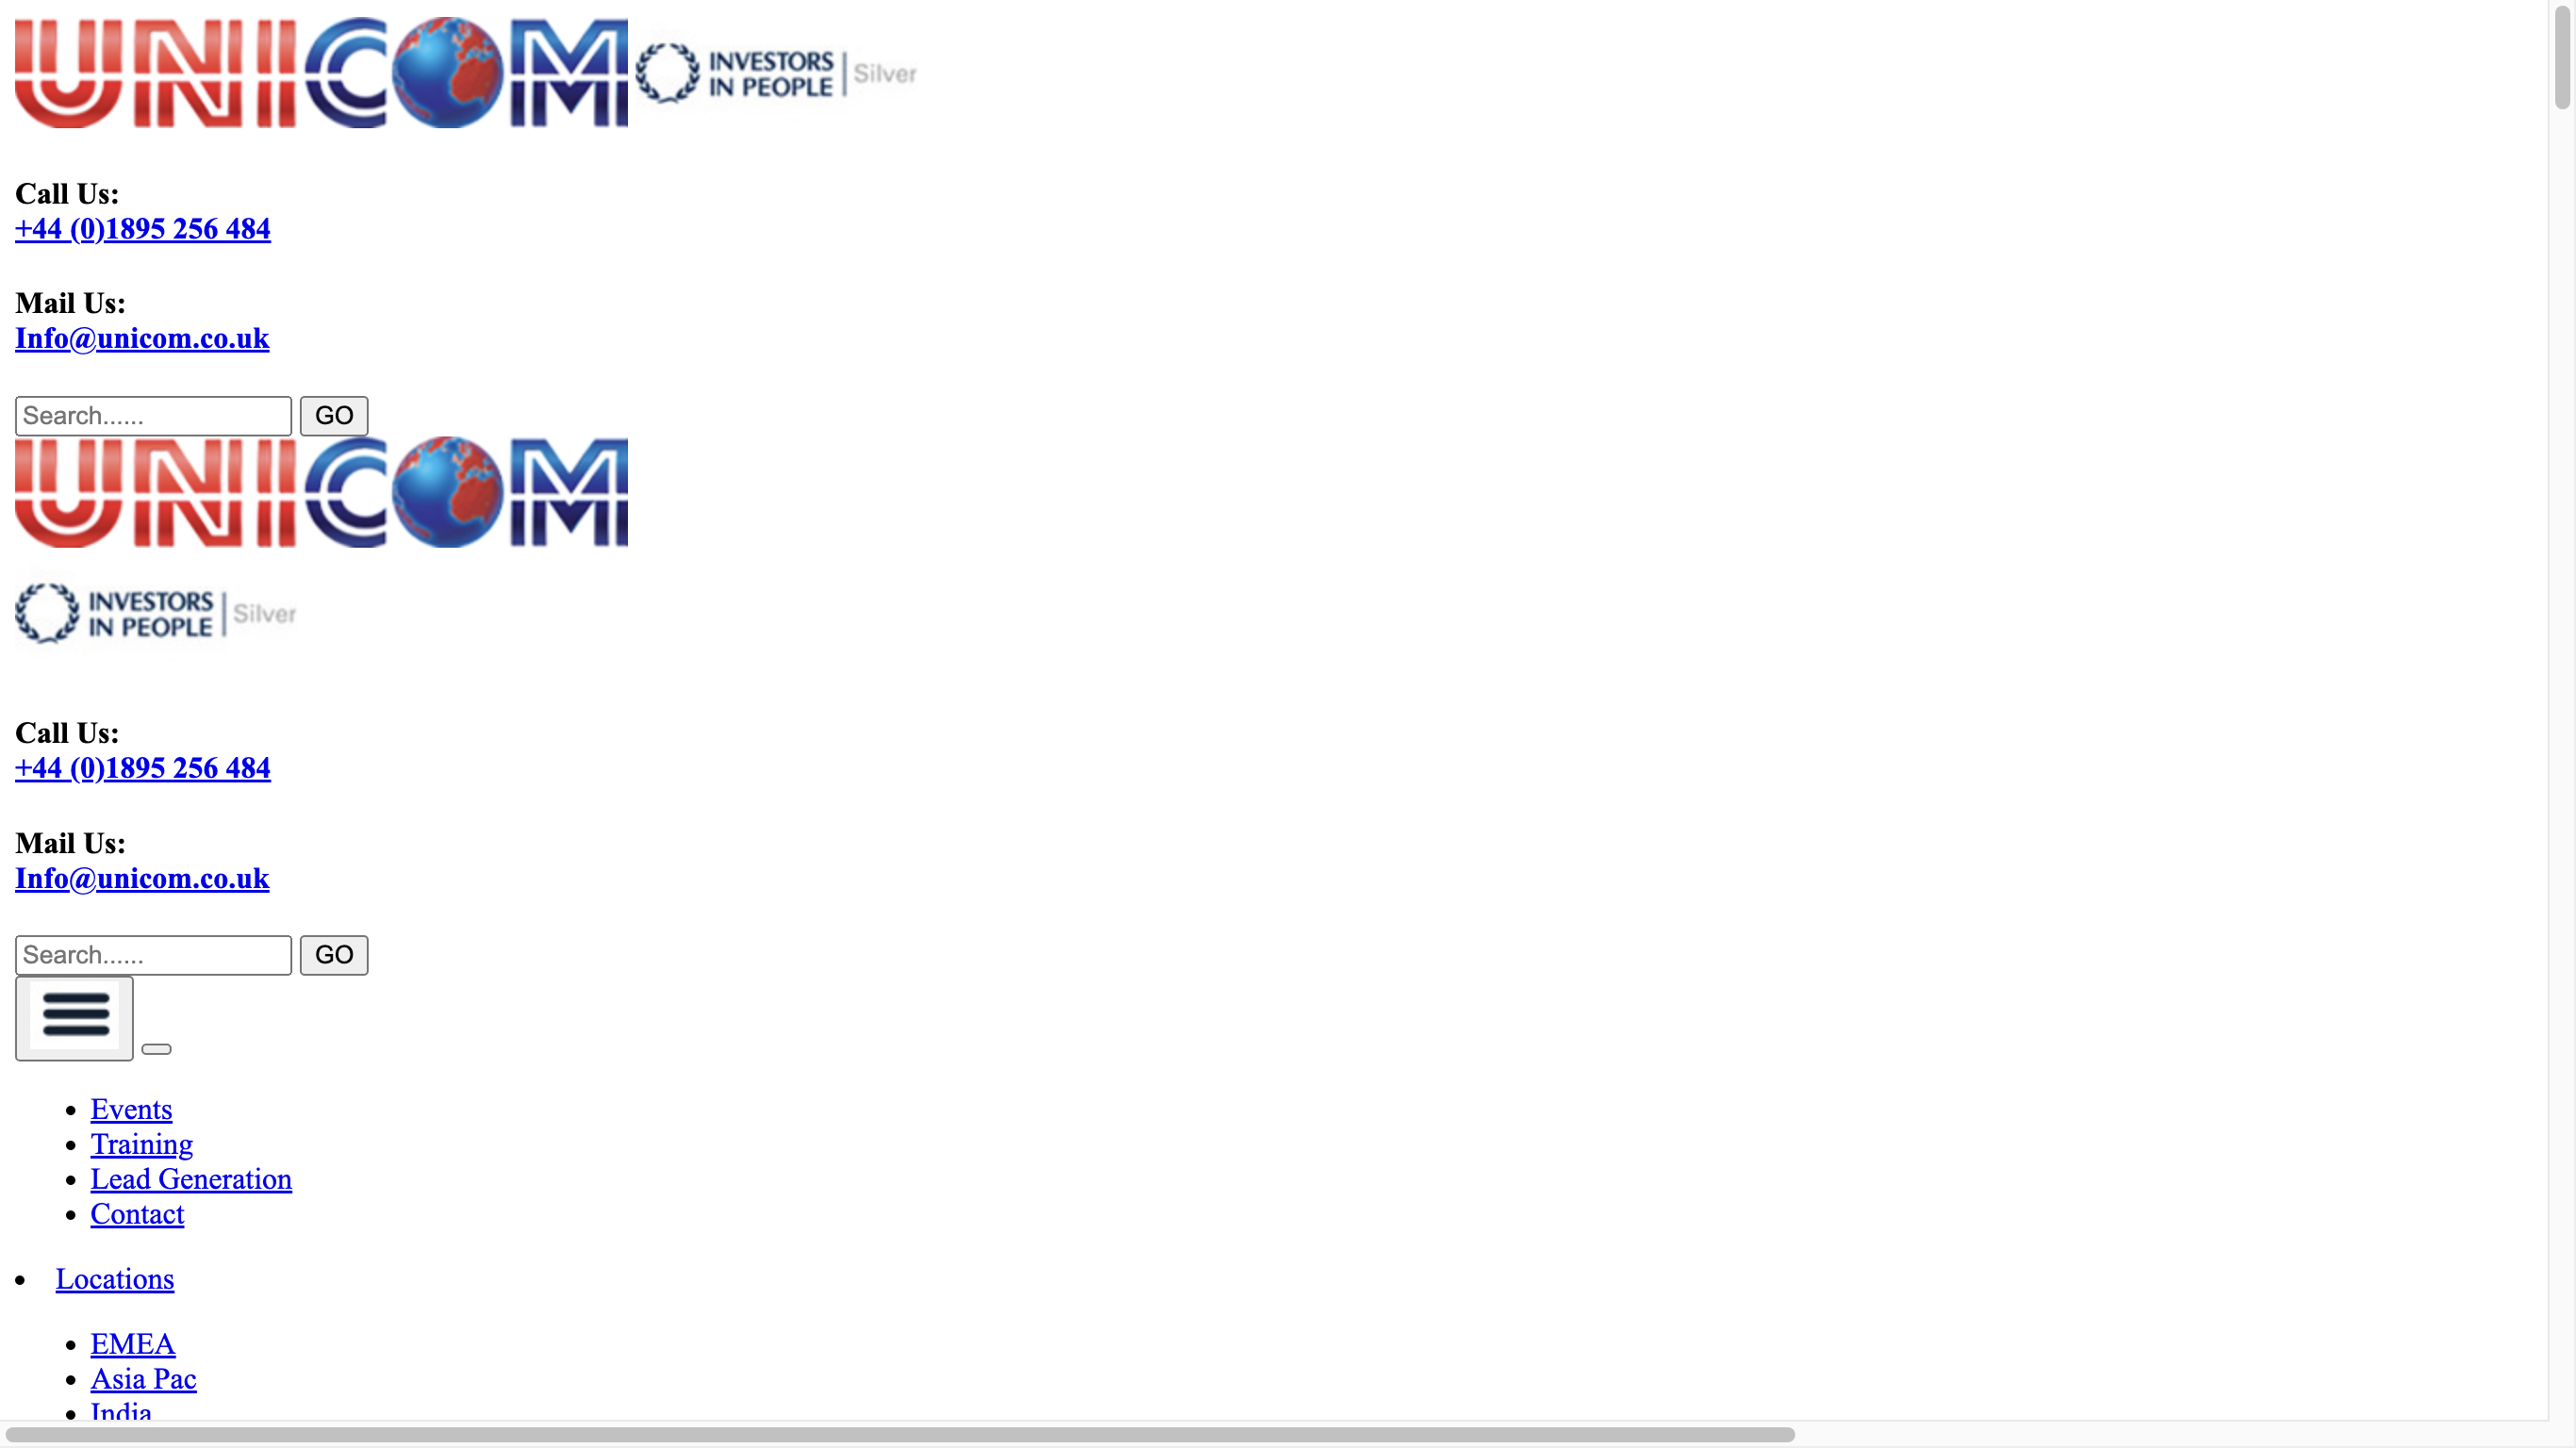 UNICOM INVESTORS IN PEOPLE Silver
Call Us:
+44 (0)1895 256 484
Mail Us:
Info@unicom.co.uk
Search...... GO
UNICOM
INVESTORS IN PEOPLE Silver
Call Us:
+44 (0)1895 256 484
Mail Us:
Info@unicom.co.uk
Search...... GO
Events
Training
Lead Generation
Contact
Locations
EMEA
Asia Pac
India